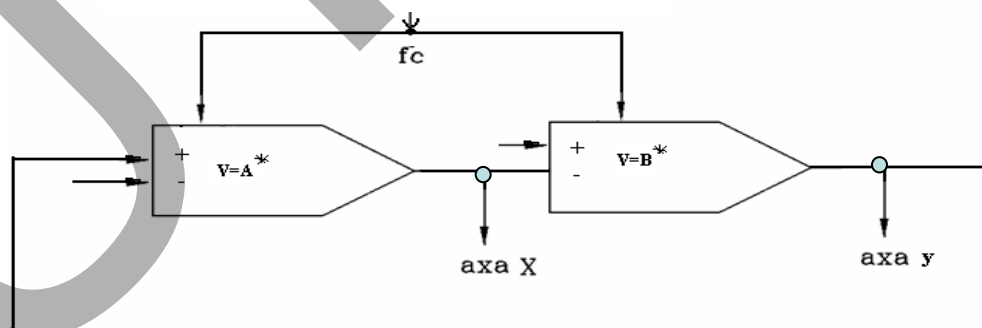 fc
+
-
V=A*
+
-
V=B*
axa X
axa y